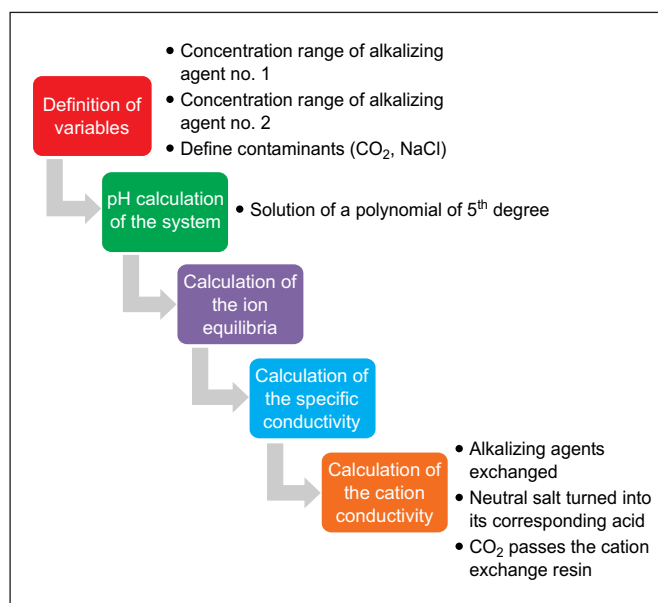 Definition of
variables
• Concentration range of alkalizing
agent no. 1
• Concentration range of alkalizing
agent no. 2
• Define contaminants (CO₂, NaCl)
pH calculation
of the system
• Solution of a polynomial of 5th degree
Calculation of
the ion
equilibria
Calculation of
the specific
conductivity
Calculation of
the cation
conductivity
• Alkalizing agents
exchanged
• Neutral salt turned into
its corresponding acid
• CO₂ passes the cation
exchange resin